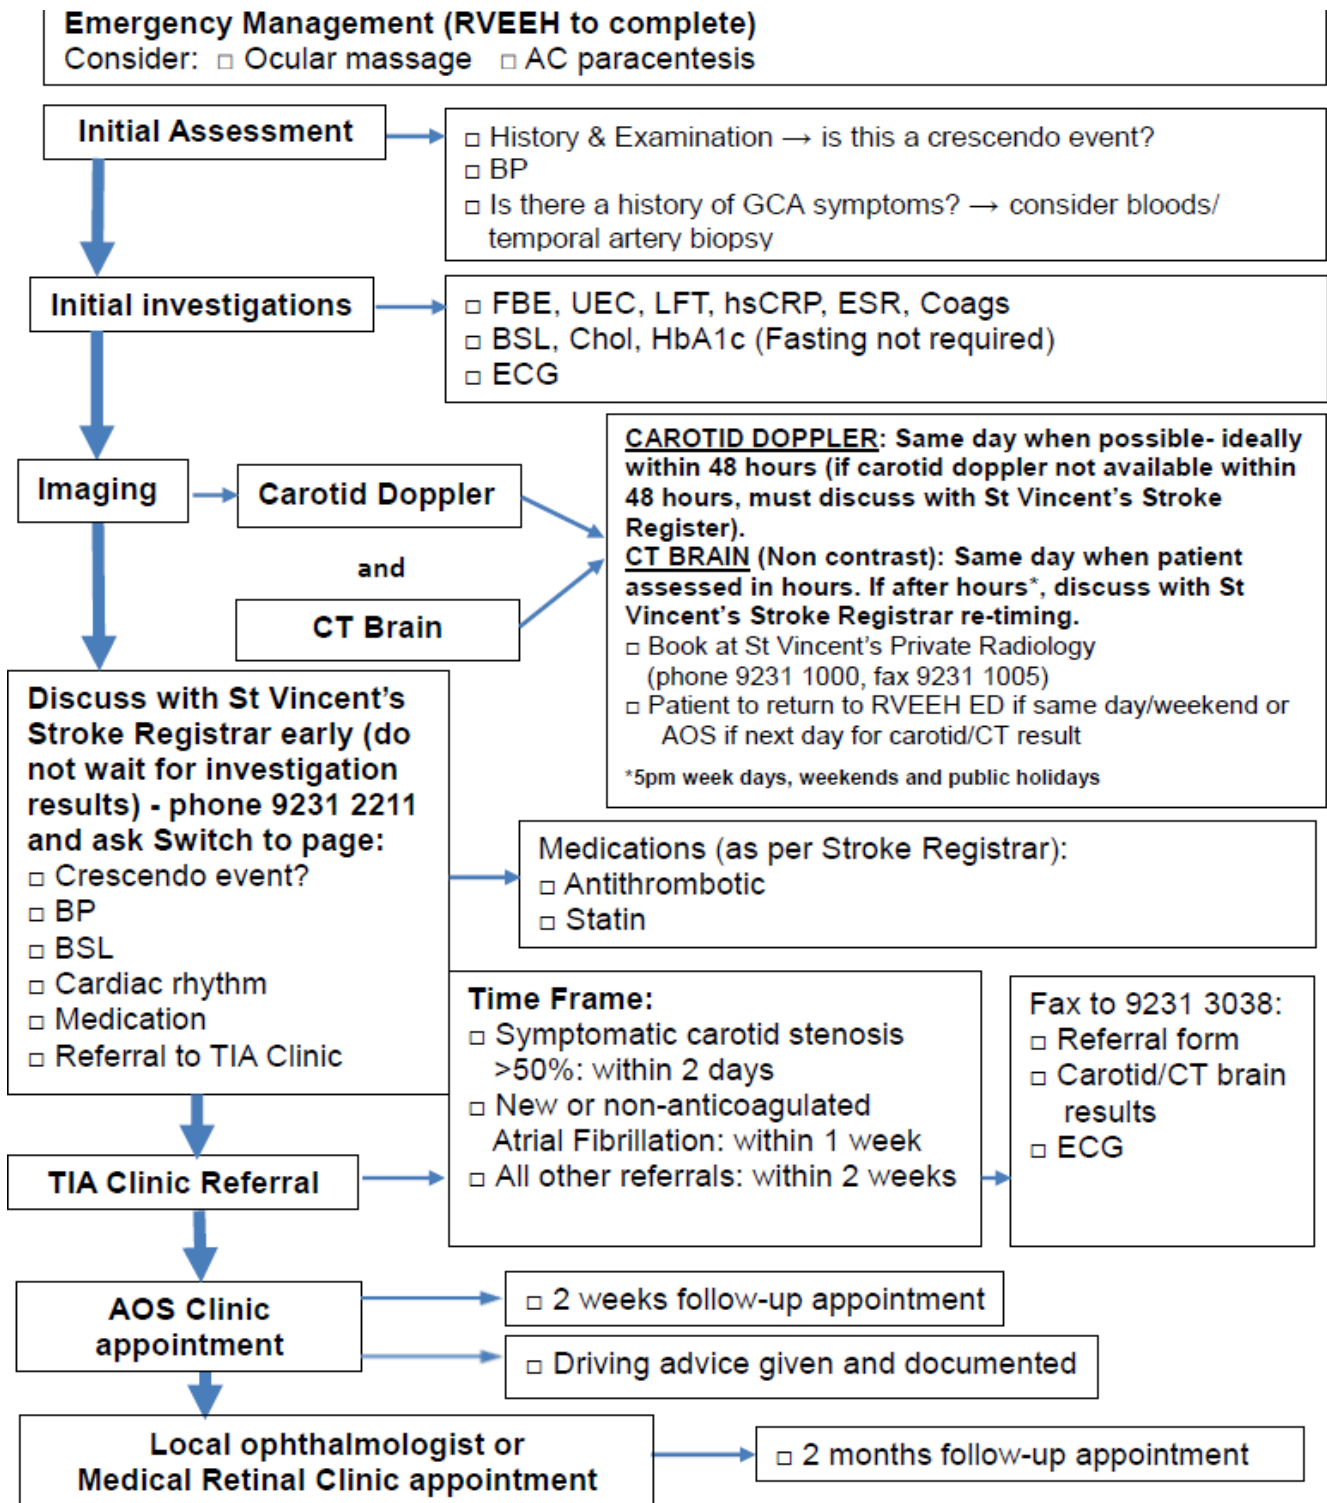 Emergency Management (RVEEH to complete)
Consider: □ Ocular massage □ AC paracentesis
Initial Assessment
□ History & Examination → is this a crescendo event?
□ BP
□ Is there a history of GCA symptoms? → consider bloods/
temporal artery biopsy
Initial investigations
□ FBE, UEC, LFT, hsCRP, ESR, Coags
□ BSL, Chol, HbA1c (Fasting not required)
□ ECG
Imaging
Carotid Doppler
and
CT Brain
CAROTID DOPPLER: Same day when possible- ideally
within 48 hours (if carotid doppler not available within
48 hours, must discuss with St Vincent's Stroke
Register).
CT BRAIN (Non contrast): Same day when patient
assessed in hours. If after hours*, discuss with St
Vincent's Stroke Registrar re-timing.
□ Book at St Vincent's Private Radiology
(phone 9231 1000, fax 9231 1005)
□ Patient to return to RVEEH ED if same day/weekend or
AOS if next day for carotid/CT result
*5pm week days, weekends and public holidays
Discuss with St Vincent's
Stroke Registrar early (do
not wait for investigation
results) - phone 9231 2211
and ask Switch to page:
□ Crescendo event?
□ BP
□ BSL
□ Cardiac rhythm
□ Medication
□ Referral to TIA Clinic
Medications (as per Stroke Registrar):
□ Antithrombotic
□ Statin
TIA Clinic Referral
Time Frame:
□ Symptomatic carotid stenosis
>50%: within 2 days
□ New or non-anticoagulated
Atrial Fibrillation: within 1 week
□ All other referrals: within 2 weeks
Fax to 9231 3038:
□ Referral form
□ Carotid/CT brain
results
□ ECG
AOS Clinic
appointment
□ 2 weeks follow-up appointment
□ Driving advice given and documented
Local ophthalmologist or
Medical Retinal Clinic appointment
□ 2 months follow-up appointment